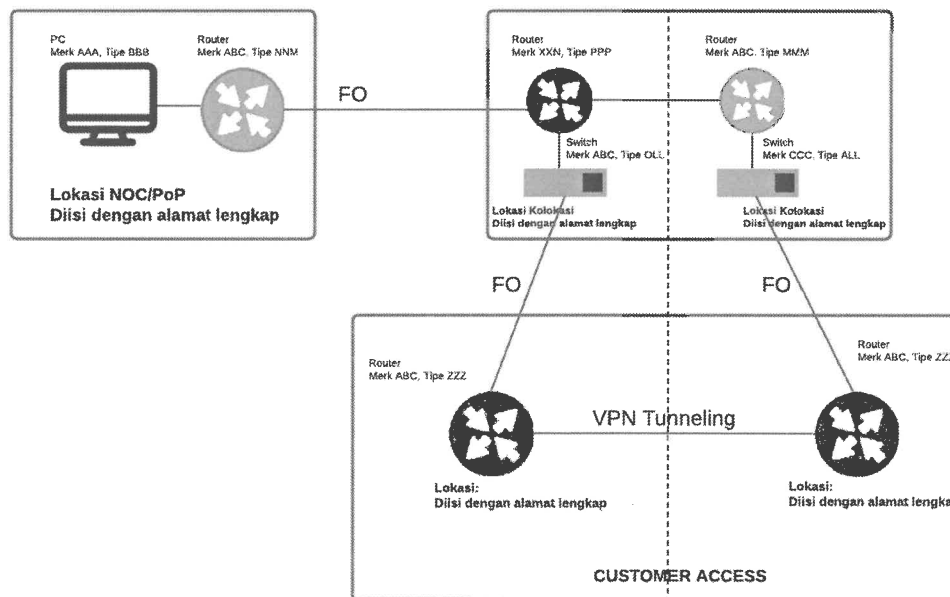 PC
Merk AAA, Tipe BBB
Router
Merk ABC, Tipe NNM
FO
Lokasi NOC/PoP
Diisi dengan alamat lengkap
Router
Merk XXN, Tipe PPP
Router
Merk ABC, Tipe MMM
Switch
Merk ABC, Tipe OLL
Switch
Merk CCC, Tipe ALL
Lokasi Kolokasi
Diisi dengan alamat lengkap
Lokasi Kolokasi
Diisi dengan alamat lengkap
FO
FO
Router
Merk ABC, Tipe ZZZ
Router
Merk ABC, Tipe ZZ
VPN Tunneling
Lokasi:
Diisi dengan alamat lengkap
Lokasi:
Diisi dengan alamat lengka
CUSTOMER ACCESS